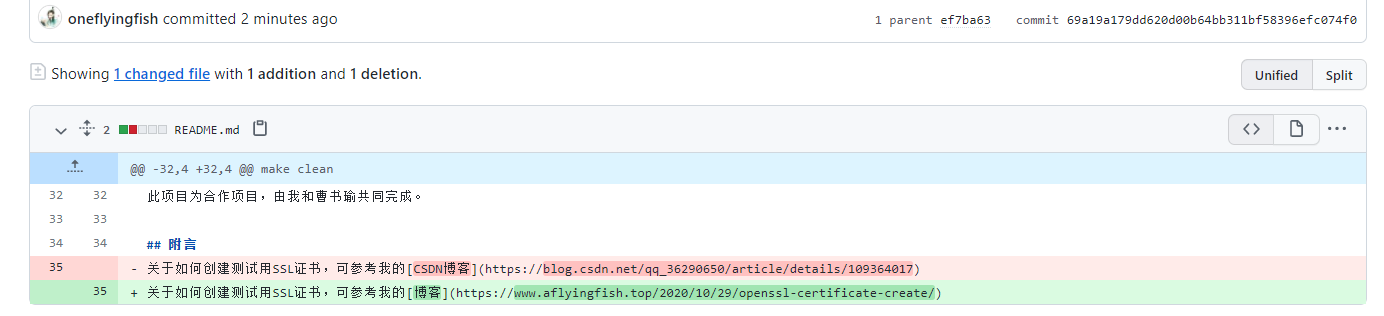 oneflyingfish committed 2 minutes ago 1 parent ef7ba63 commit 69a19a179dd620d00b64bb311bf58396efc074f0
Showing 1 changed file with 1 addition and 1 deletion. Unified Split
2 README.md
@@ -32,4 +32,4 @@ make clean
32 32 此项目为合作项目，由我和曹书瑜共同完成。
33 33
34 34 ## 附言
35 - 关于如何创建测试用SSL证书，可参考我的[CSDN博客](https://blog.csdn.net/qq_36290650/article/details/109364017)
35 + 关于如何创建测试用SSL证书，可参考我的[博客](https://www.aflyingfish.top/2020/10/29/openssl-certificate-create/)